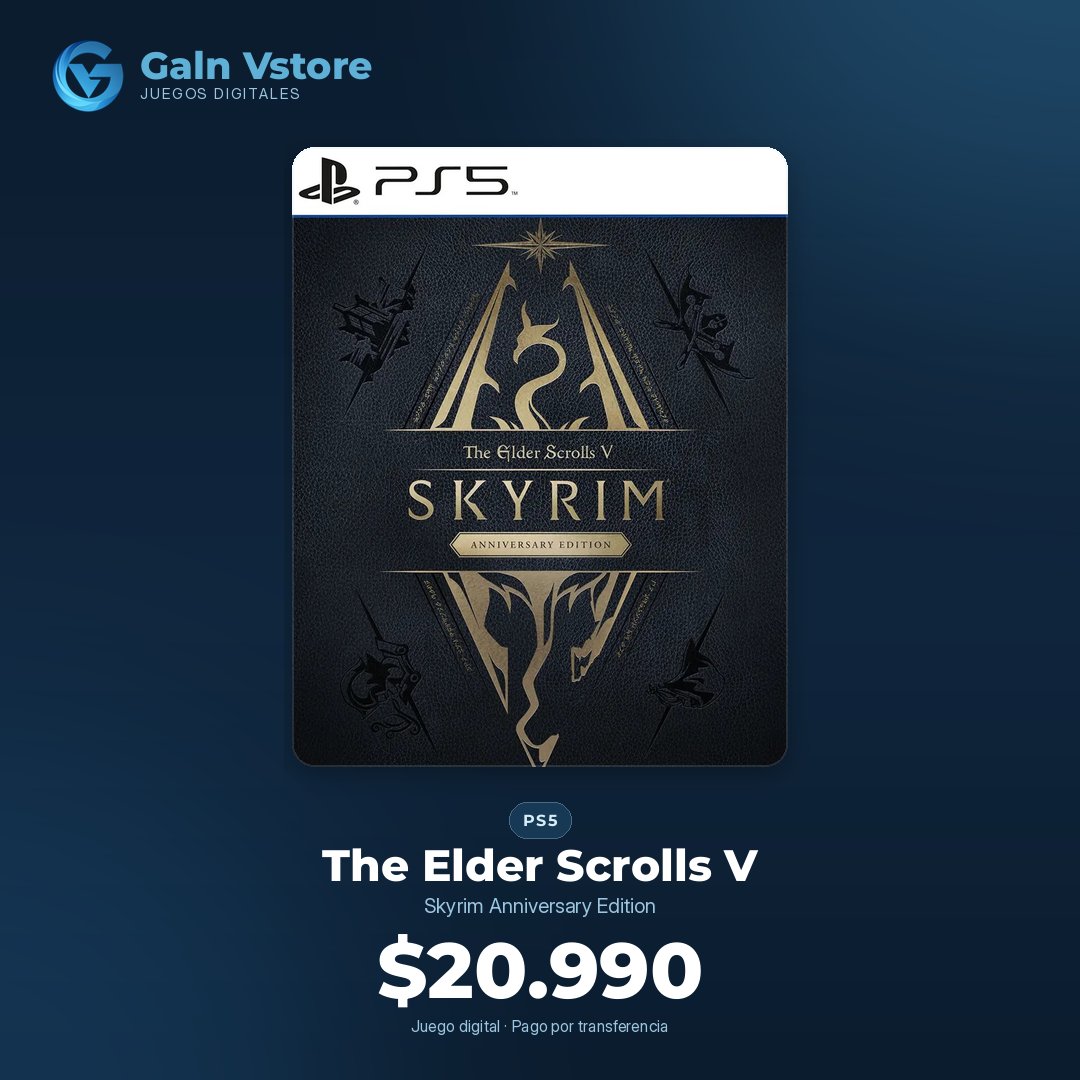 Galn Vstore
JUEGOS DIGITALES
PS5
The Elder Scrolls V
SKYRIM
ANNIVERSARY EDITION
PS5
The Elder Scrolls V
Skyrim Anniversary Edition
$20.990
Juego digital · Pago por transferencia